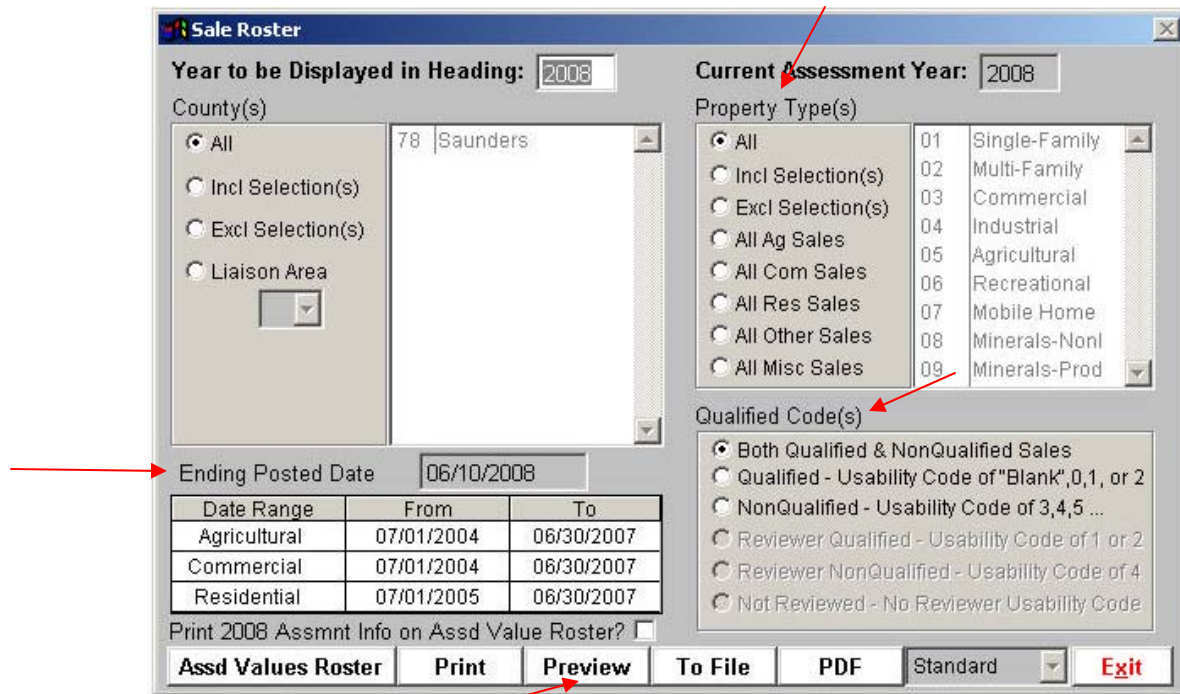 Sale Roster
Year to be Displayed in Heading: 2008
Current Assessment Year: 2008
County(s)
All
Incl Selection(s)
Excl Selection(s)
Liaison Area
78 Saunders
Property Type(s)
All
Incl Selection(s)
Excl Selection(s)
All Ag Sales
All Com Sales
All Res Sales
All Other Sales
All Misc Sales
01 Single-Family
02 Multi-Family
03 Commercial
04 Industrial
05 Agricultural
06 Recreational
07 Mobile Home
08 Minerals-Nonl
09 Minerals-Prod
Ending Posted Date 06/10/2008
Date Range From To
Agricultural 07/01/2004 06/30/2007
Commercial 07/01/2004 06/30/2007
Residential 07/01/2005 06/30/2007
Qualified Code(s)
Both Qualified & NonQualified Sales
Qualified - Usability Code of "Blank",0,1, or 2
NonQualified - Usability Code of 3,4,5 ...
Reviewer Qualified - Usability Code of 1 or 2
Reviewer NonQualified - Usability Code of 4
Not Reviewed - No Reviewer Usability Code
Print 2008 Assmnt Info on Assd Value Roster?
Assd Values Roster Print Preview To File PDF Standard Exit